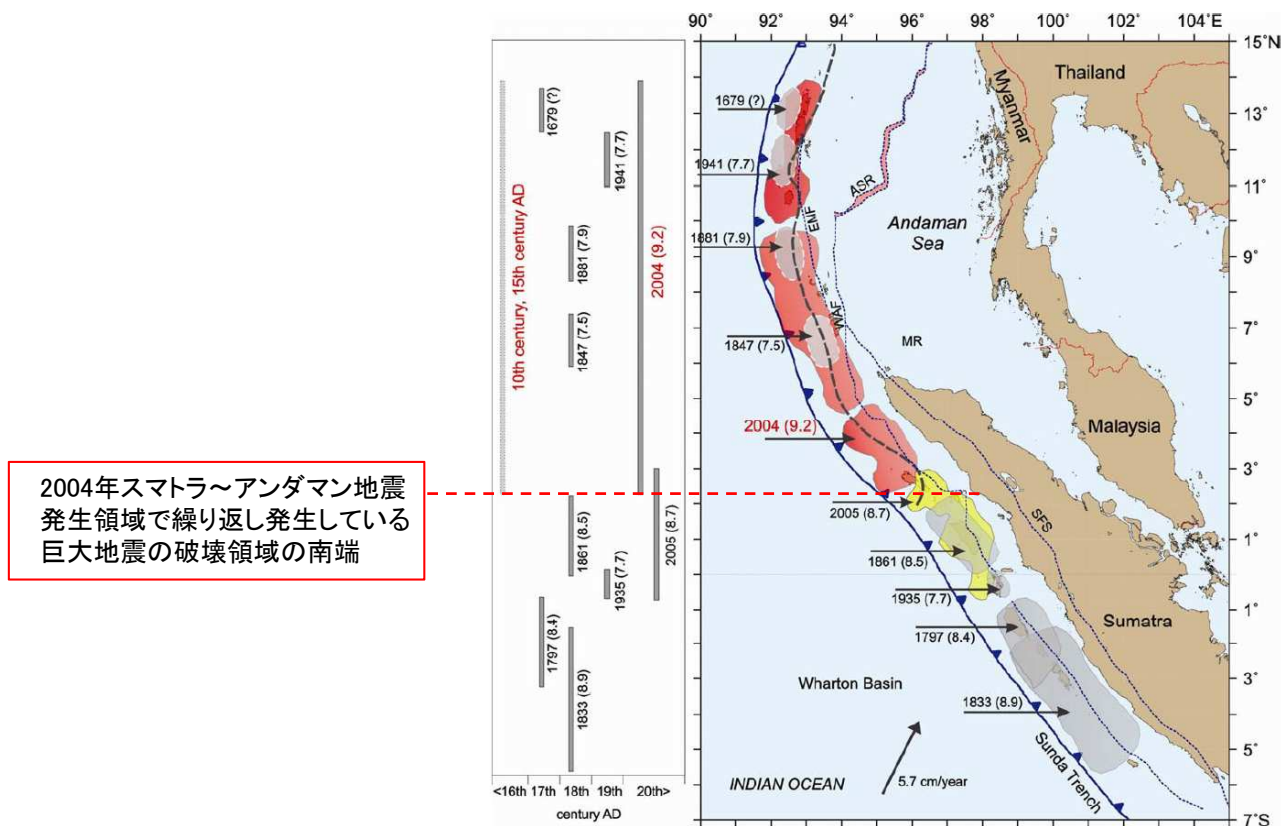 2004年スマトラ～アンダマン地震
発生領域で繰り返し発生している
巨大地震の破壊領域の南端
10th century, 15th century AD
1679 (?)
1797 (8.4)
1881 (7.9)
1847 (7.5)
1861 (8.5)
1833 (8.9)
1941 (7.7)
1935 (7.7)
2004 (9.2)
2005 (8.7)
<16th 17th 18th 19th 20th>
century AD
90˚ 92˚ 94˚ 96˚ 98˚ 100˚ 102˚ 104˚E
15˚N
13˚
11˚
9˚
7˚
5˚
3˚
1˚
1˚
3˚
5˚
7˚S
Thailand
Myanmar
1679 (?)
1941 (7.7)
ASR
EMF
Andaman
Sea
1881 (7.9)
WAF
1847 (7.5)
MR
2004 (9.2)
Malaysia
2005 (8.7)
SFS
1861 (8.5)
1935 (7.7)
1797 (8.4)
Sumatra
Wharton Basin
1833 (8.9)
Sunda Trench
5.7 cm/year
INDIAN OCEAN